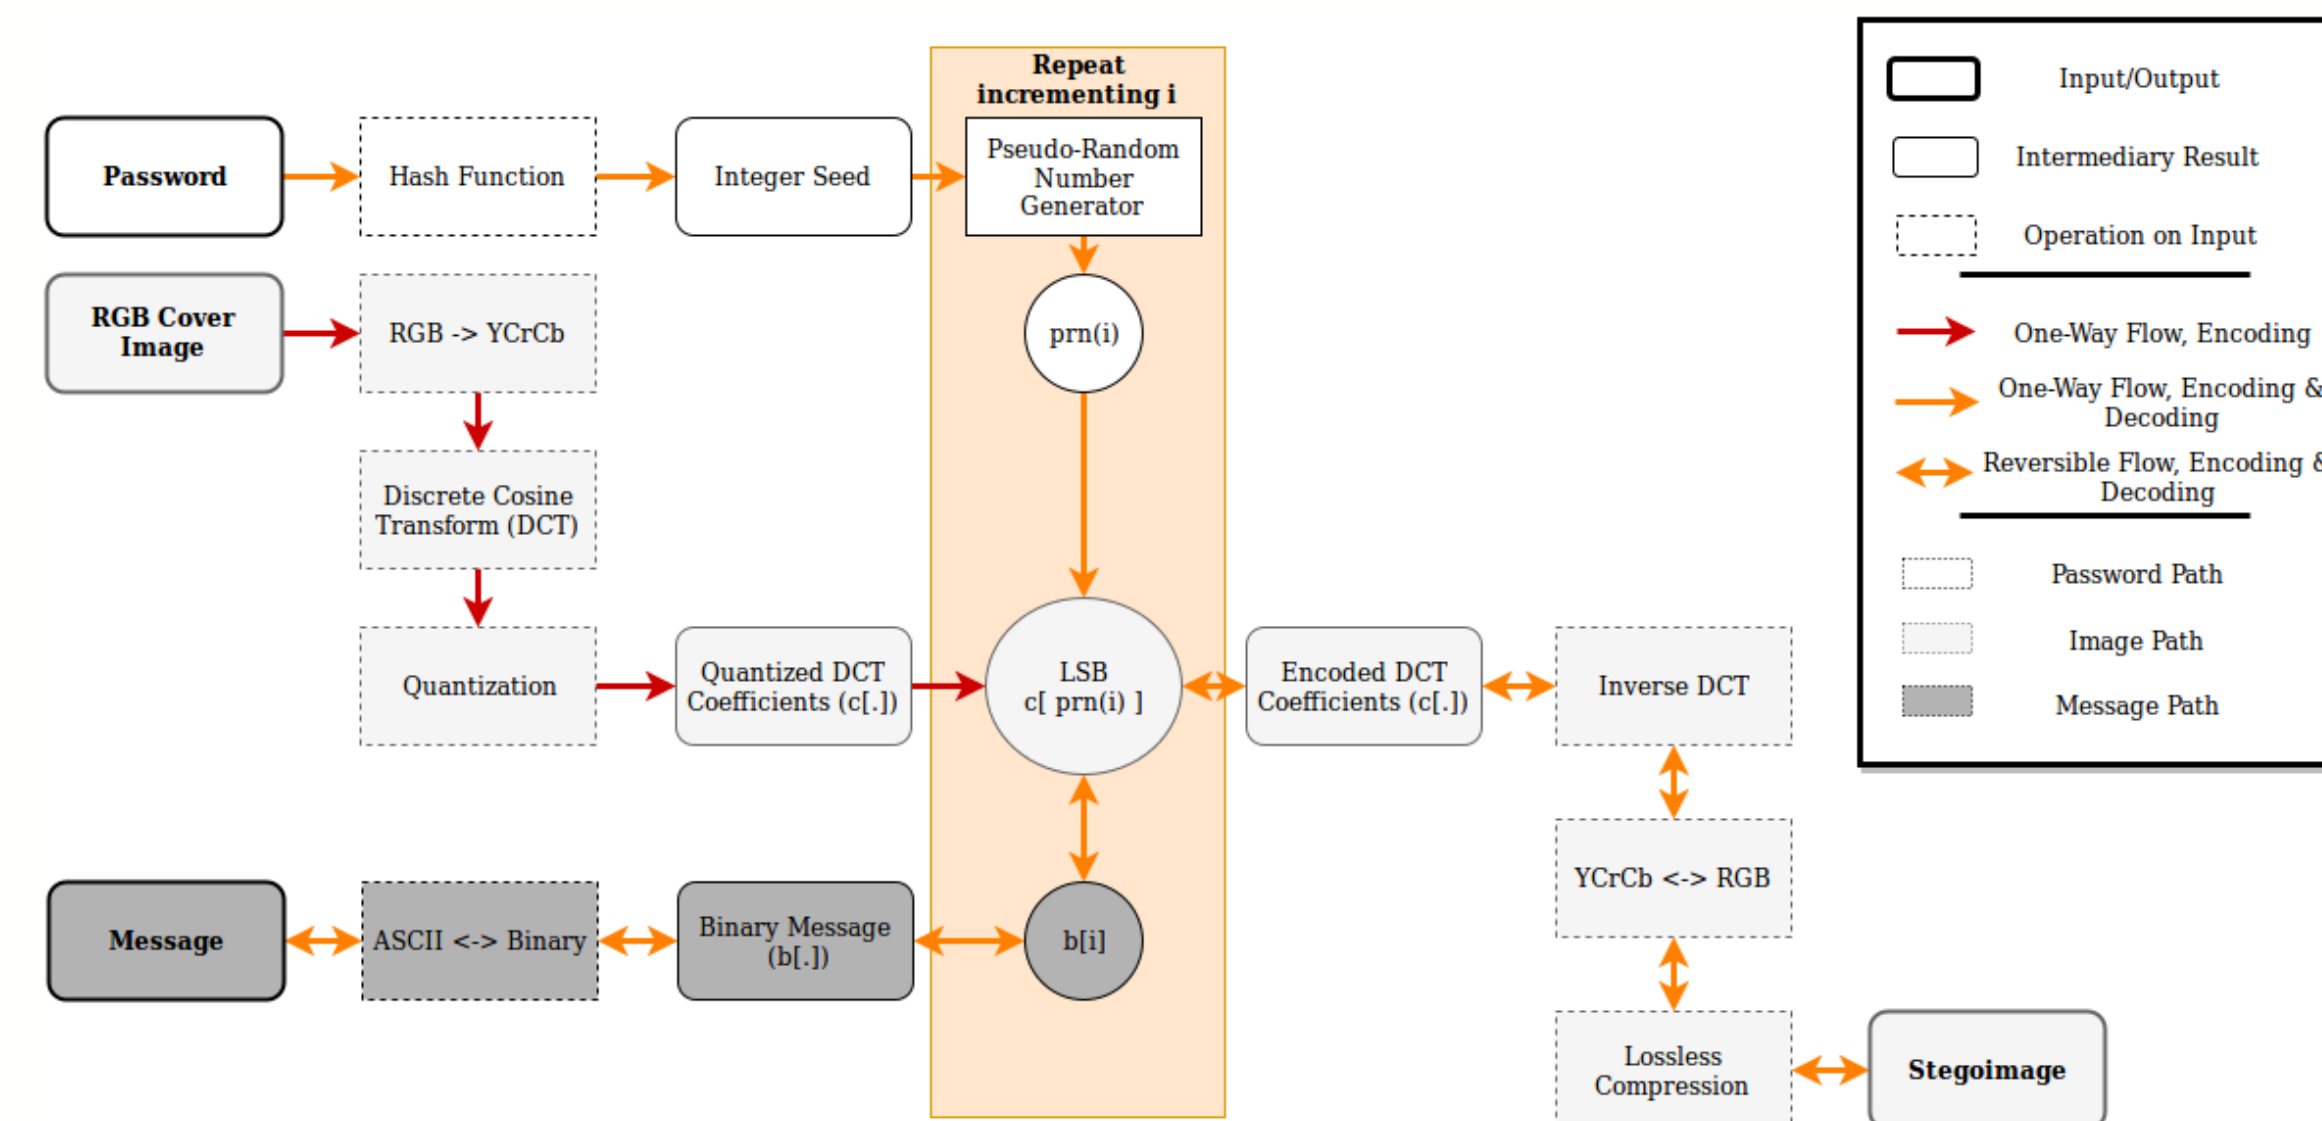 Repeat
incrementing i
Password
Hash Function
Integer Seed
Pseudo-Random
Number
Generator
RGB Cover
Image
RGB -> YCrCb
prn(i)
Discrete Cosine
Transform (DCT)
Quantization
Quantized DCT
Coefficients (c[.])
LSB
c[ prn(i) ]
Encoded DCT
Coefficients (c[.])
Inverse DCT
YCrCb <-> RGB
Message
ASCII <-> Binary
Binary Message
(b[.])
b[i]
Lossless
Compression
Stegoimage
Input/Output
Intermediary Result
Operation on Input
One-Way Flow, Encoding
One-Way Flow, Encoding &
Decoding
Reversible Flow, Encoding &
Decoding
Password Path
Image Path
Message Path